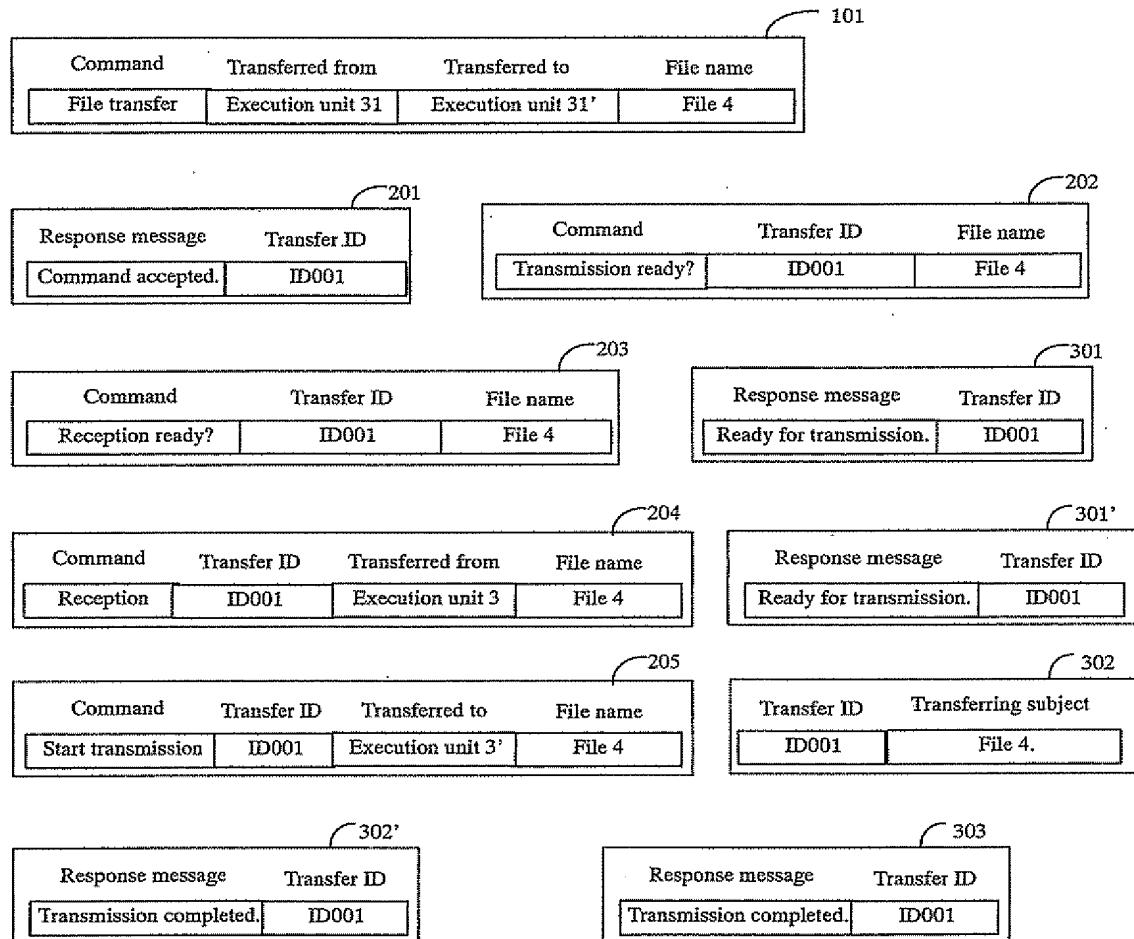 101
Command Transferred from Transferred to File name
File transfer Execution unit 31 Execution unit 31' File 4
201
Response message Transfer ID
Command accepted. ID001
202
Command Transfer ID File name
Transmission ready? ID001 File 4
203
Command Transfer ID File name
Reception ready? ID001 File 4
301
Response message Transfer ID
Ready for transmission. ID001
204
Command Transfer ID Transferred from File name
Reception ID001 Execution unit 3 File 4
301'
Response message Transfer ID
Ready for transmission. ID001
205
Command Transfer ID Transferred to File name
Start transmission ID001 Execution unit 3' File 4
302
Transfer ID Transferring subject
ID001 File 4.
302'
Response message Transfer ID
Transmission completed. ID001
303
Response message Transfer ID
Transmission completed. ID001